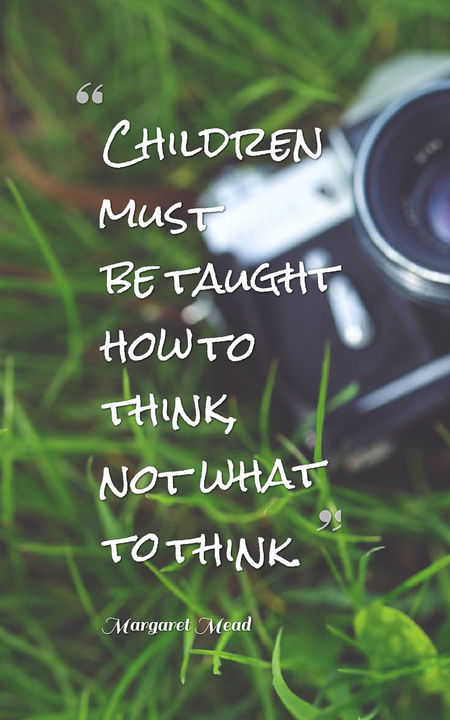 “
Children
must
be taught
how to
think,
not what
to think.
”
Margaret Mead